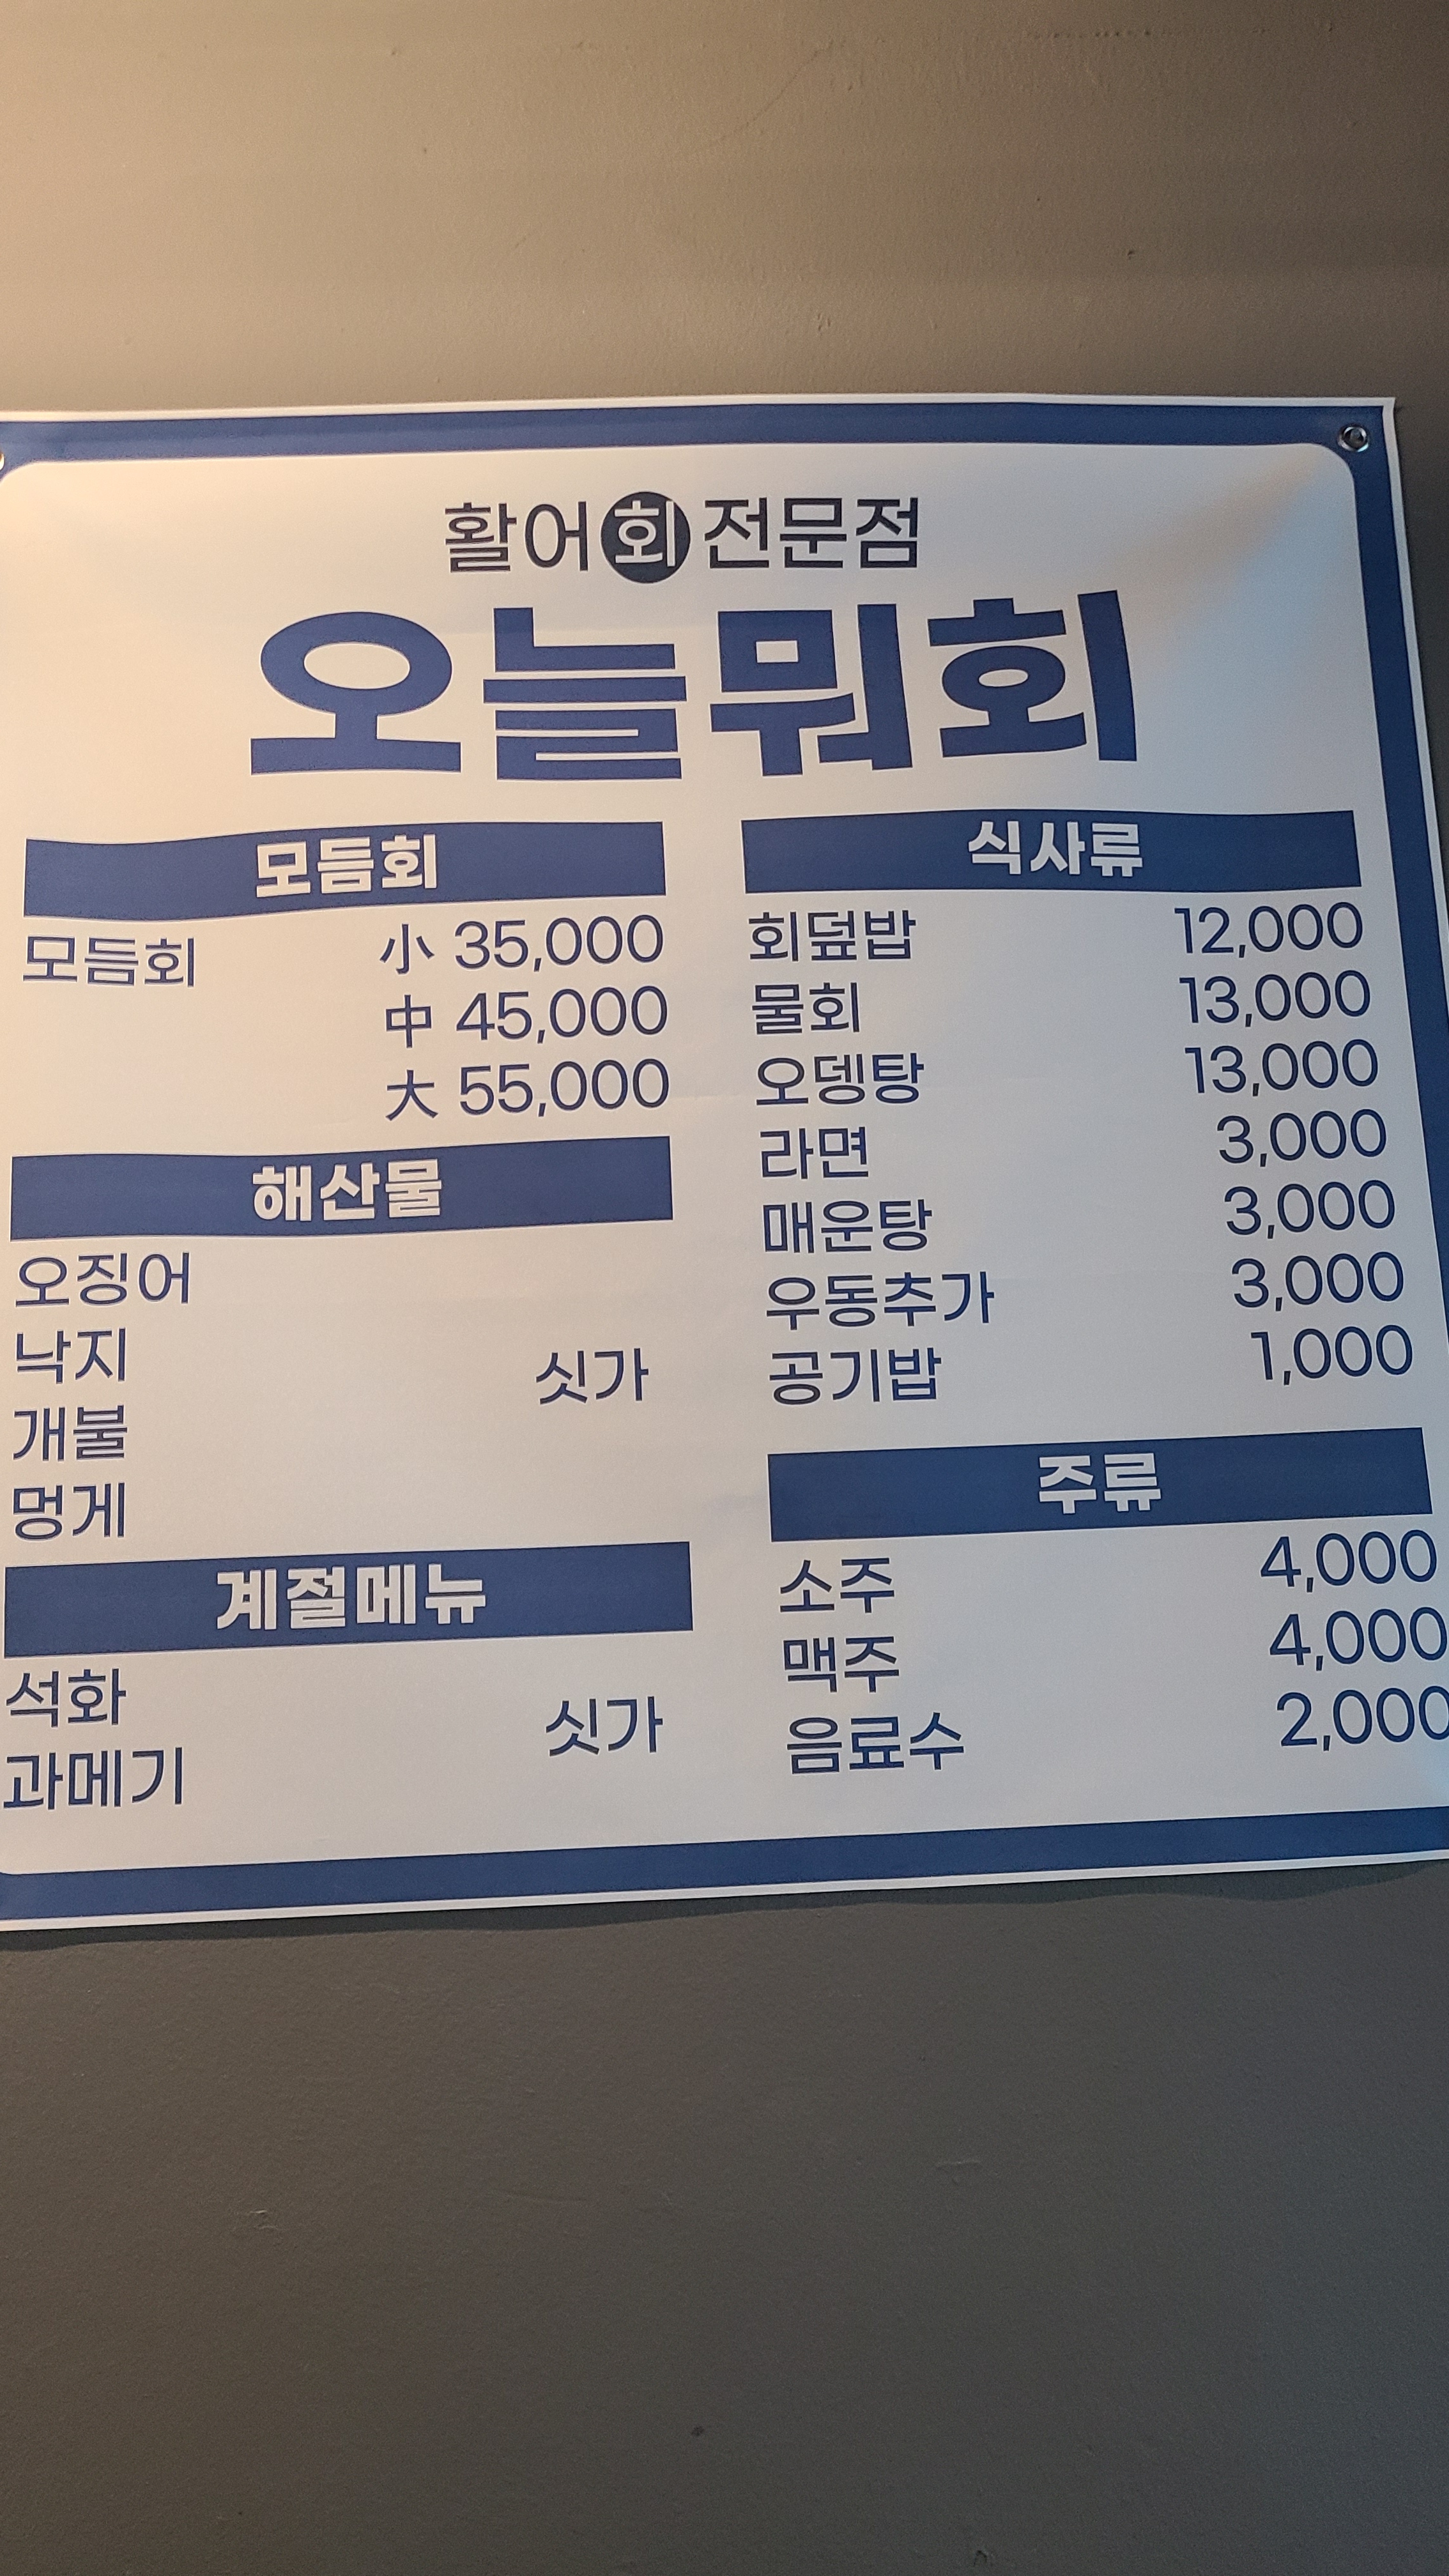 활어회전문점
오늘뭐회
모듬회
모듬회 小 35,000
中 45,000
大 55,000
해산물
오징어
낙지
싯가
개불
멍게
계절메뉴
석화
싯가
과메기
식사류
회덮밥 12,000
물회 13,000
오뎅탕 13,000
라면 3,000
매운탕 3,000
우동추가 3,000
공기밥 1,000
주류
소주 4,000
맥주 4,000
음료수 2,000